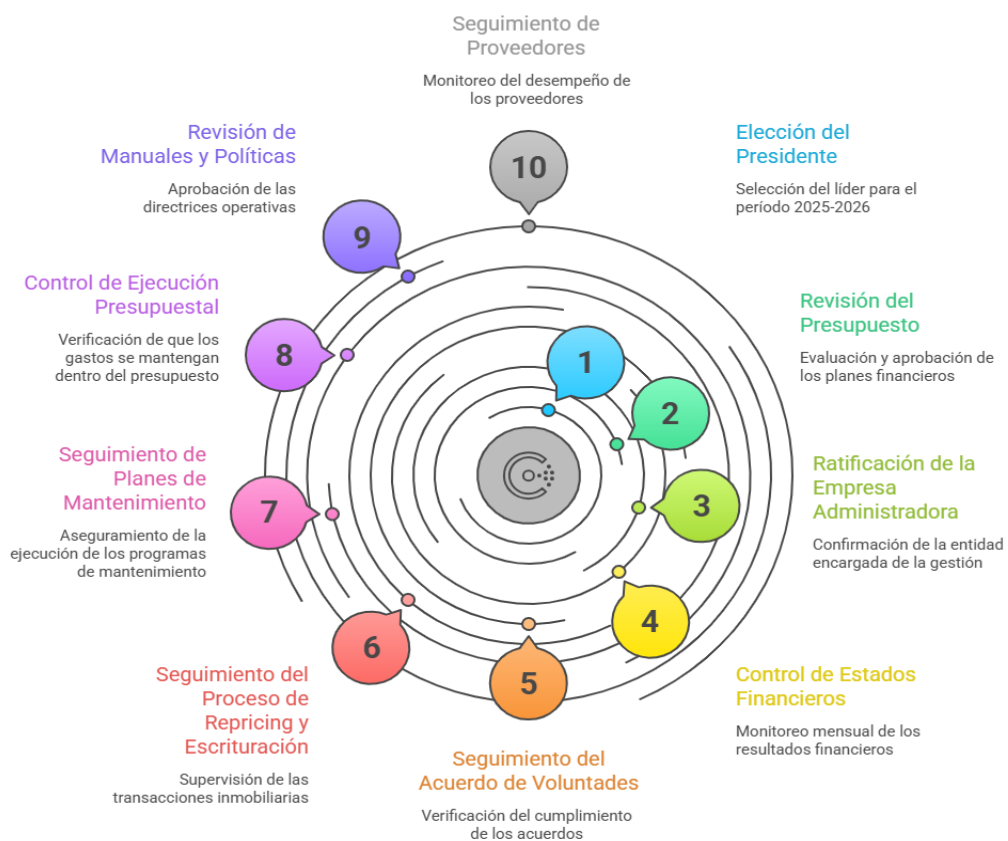 Seguimiento de
Proveedores
Monitoreo del desempeño de
los proveedores
10
Elección del
Presidente
Selección del líder para el
período 2025-2026
1
Revisión del
Presupuesto
Evaluación y aprobación de
los planes financieros
2
Ratificación de la
Empresa
Administradora
Confirmación de la entidad
encargada de la gestión
3
Control de Estados
Financieros
Monitoreo mensual de los
resultados financieros
4
Seguimiento del
Acuerdo de Voluntades
Verificación del cumplimiento
de los acuerdos
5
Seguimiento del
Proceso de
Repricing y
Escrituración
Supervisión de las
transacciones inmobiliarias
6
Seguimiento de
Planes de
Mantenimiento
Aseguramiento de la
ejecución de los programas
de mantenimiento
7
Control de Ejecución
Presupuestal
Verificación de que los
gastos se mantengan
dentro del presupuesto
8
Revisión de
Manuales y Políticas
Aprobación de las
directrices operativas
9